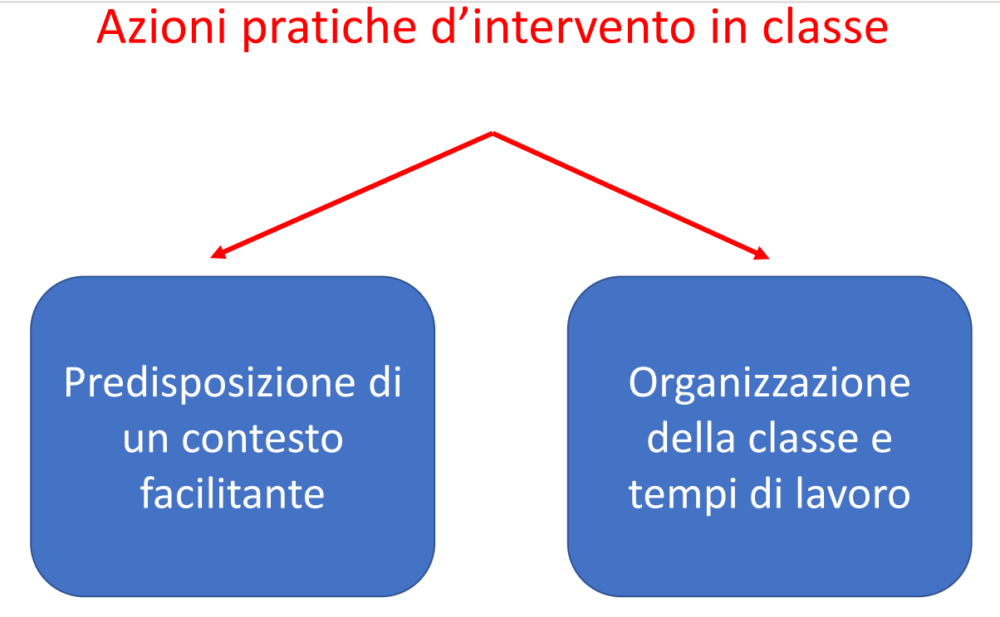 Azioni pratiche d’intervento in classe
Predisposizione di
un contesto
facilitante
Organizzazione
della classe e
tempi di lavoro